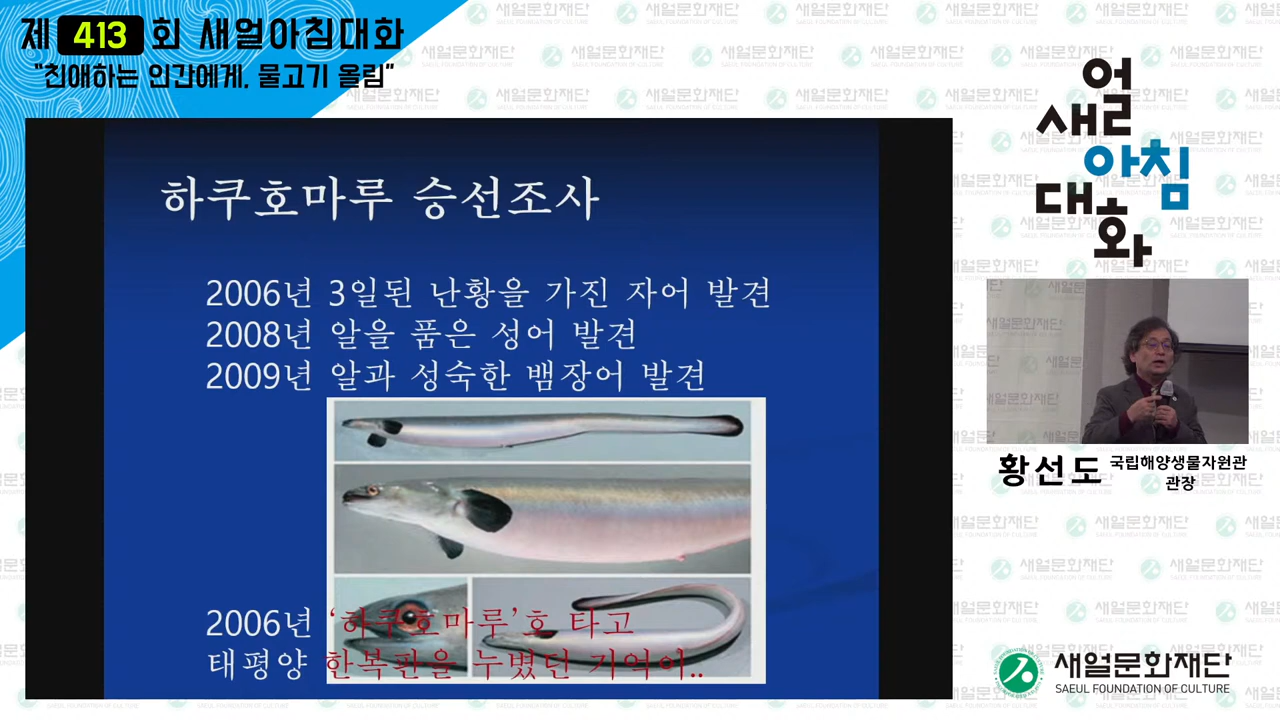 제 413 회 새얼아침대화
“친애하는 인간에게, 물고기 올림”
하쿠호마루 승선조사
2006년 3일된 난황을 가진 자어 발견
2008년 알을 품은 성어 발견
2009년 알과 성숙한 뱀장어 발견
2006년 ‘하쿠호마루’호 타고
태평양 한복판을 누볐던 기억이..
새얼
아침
대화
황선도 국립해양생물자원관
관장
새얼문화재단
SAEUL FOUNDATION OF CULTURE